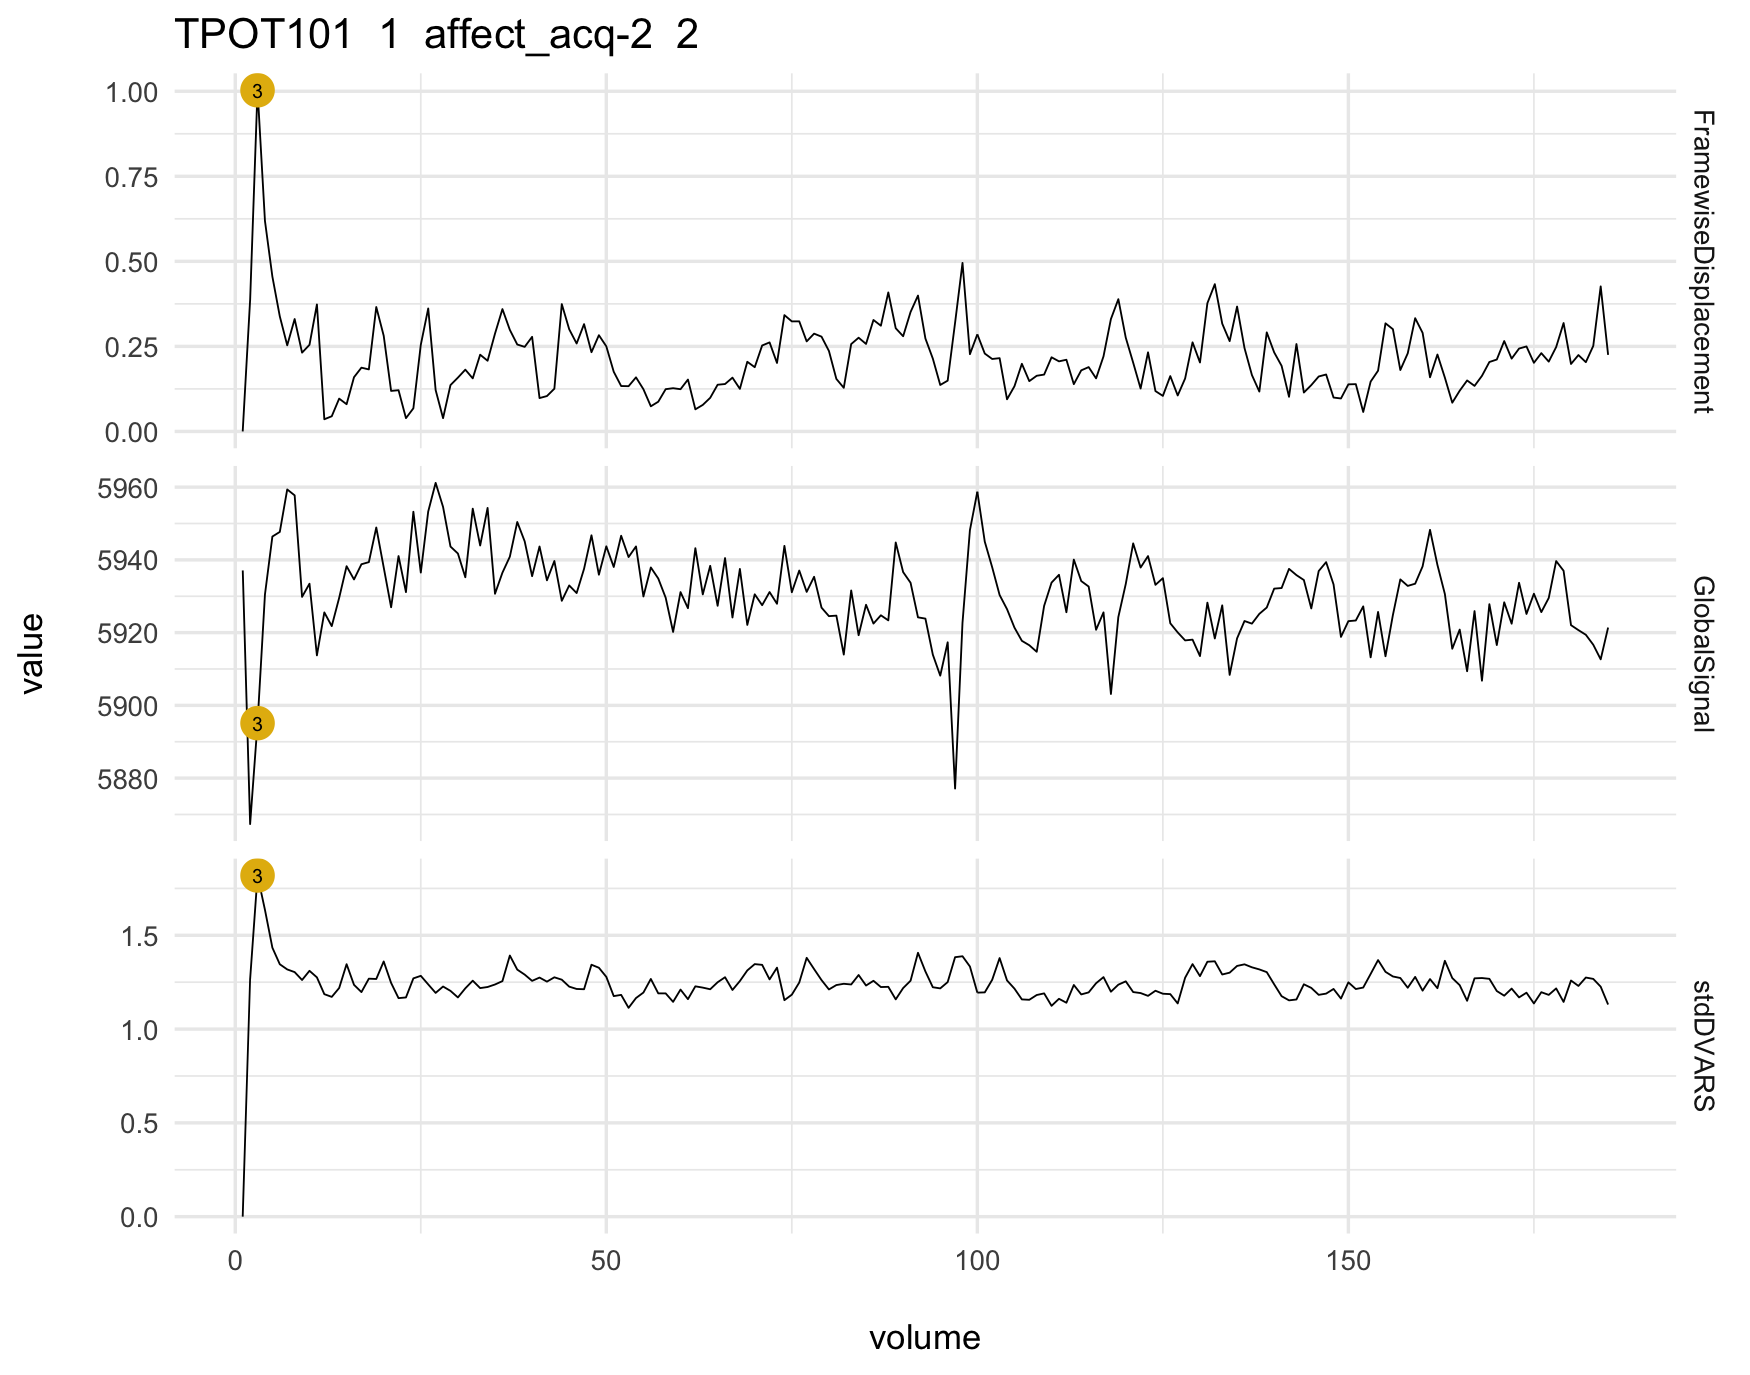 TPOT101 1 affect_acq-2 2
value
1.00
0.75
0.50
0.25
0.00
3
FramewiseDisplacement
5960
5940
5920
5900
5880
3
GlobalSignal
1.5
1.0
0.5
0.0
3
stdDVARS
0 50 100 150
volume